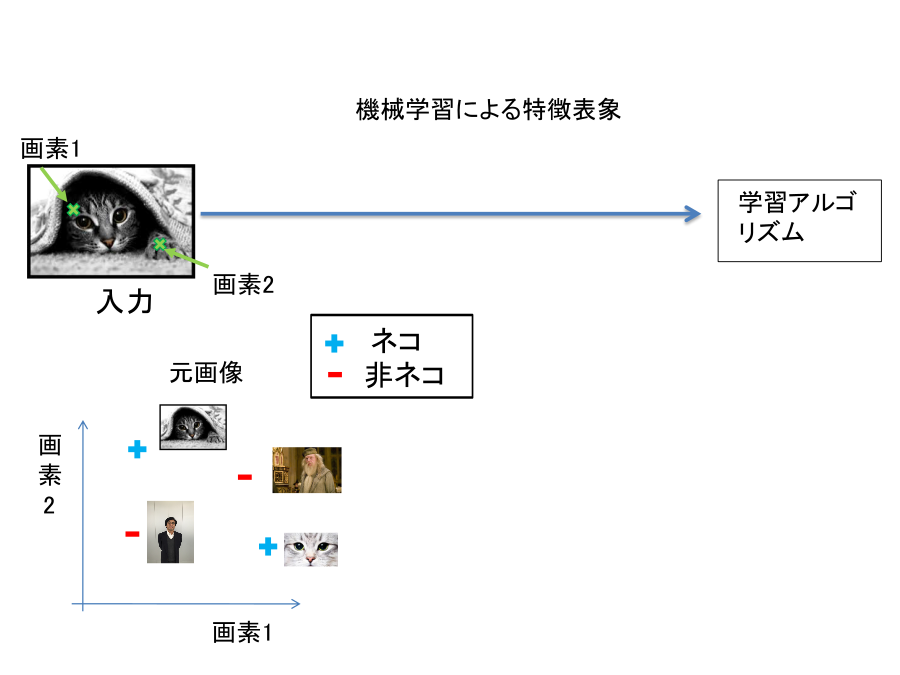 機械学習による特徴表象
画素1
学習アルゴ
リズム
画素2
入力
+ ネコ
- 非ネコ
元画像
画
素
2
画素1